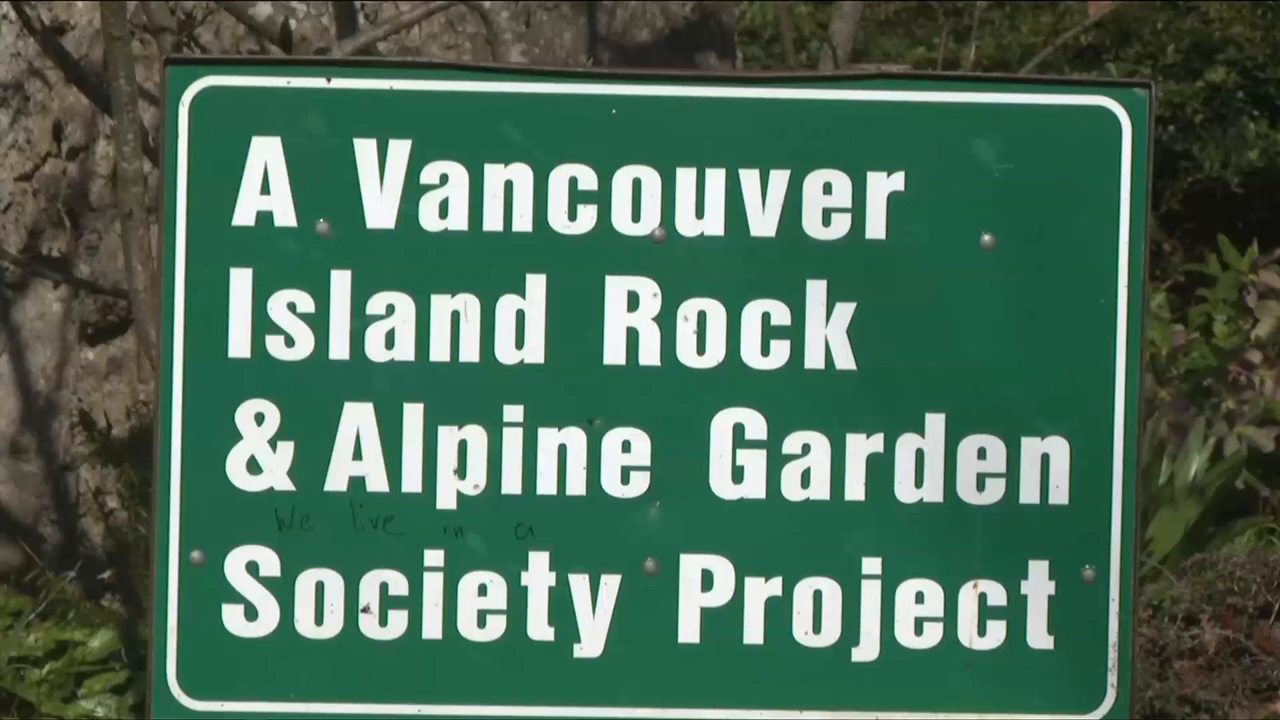 A Vancouver
Island Rock
& Alpine Garden
We live in a
Society Project